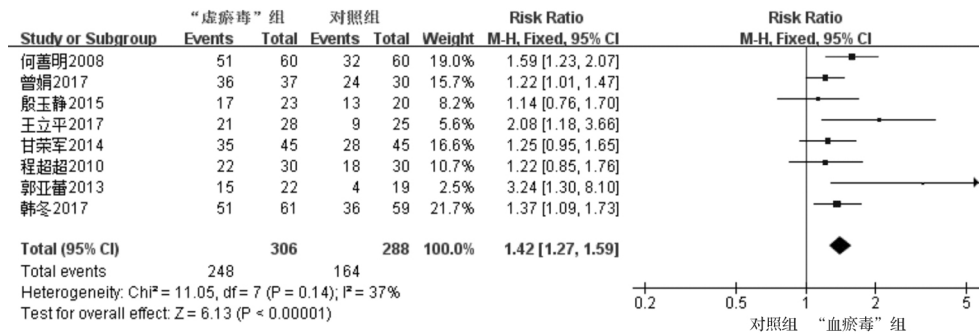 “虚瘀毒”组 对照组 Risk Ratio Risk Ratio
Study or Subgroup Events Total Events Total Weight M-H, Fixed, 95% CI M-H, Fixed, 95% CI
何善明2008 51 60 32 60 19.0% 1.59 [1.23, 2.07]
曾娟2017 36 37 24 30 15.7% 1.22 [1.01, 1.47]
殷玉静2015 17 23 13 20 8.2% 1.14 [0.76, 1.70]
王立平2017 21 28 9 25 5.6% 2.08 [1.18, 3.66]
甘荣军2014 35 45 28 45 16.6% 1.25 [0.95, 1.65]
程超超2010 22 30 18 30 10.7% 1.22 [0.85, 1.76]
郭亚蕾2013 15 22 4 19 2.5% 3.24 [1.30, 8.10]
韩冬2017 51 61 36 59 21.7% 1.37 [1.09, 1.73]
Total (95% CI) 306 288 100.0% 1.42 [1.27, 1.59]
Total events 248 164
Heterogeneity: Chi² = 11.05, df = 7 (P = 0.14); I² = 37%
Test for overall effect: Z = 6.13 (P < 0.00001)
0.2 0.5 1 2 5
对照组 “血瘀毒”组